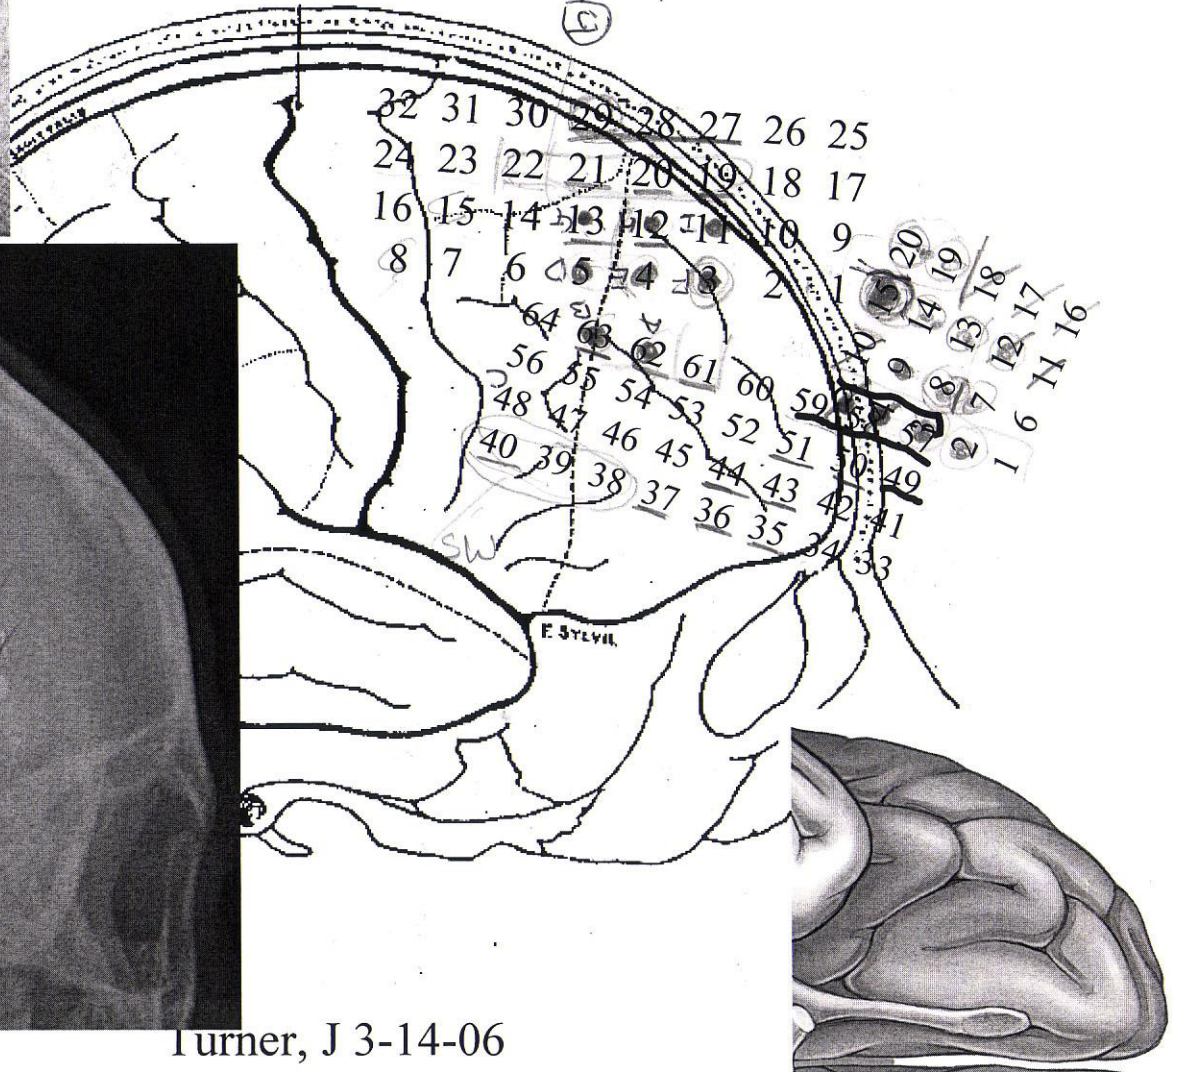 32 31 30 29 28 27 26 25
24 23 22 21 20 19 18 17
16 15 14 13 12 11 10 9
8 7 6 5 4 3 2 1
64 63 62 61 60 59 58 57
56 55 54 53 52 51 50 49
48 47 46 45 44 43 42 41
40 39 38 37 36 35 34 33
20 19 18 17 16
15 14 13 12 11
10 9 8 7 6
2 1
SW
F. SYLVII.
Turner, J 3-14-06